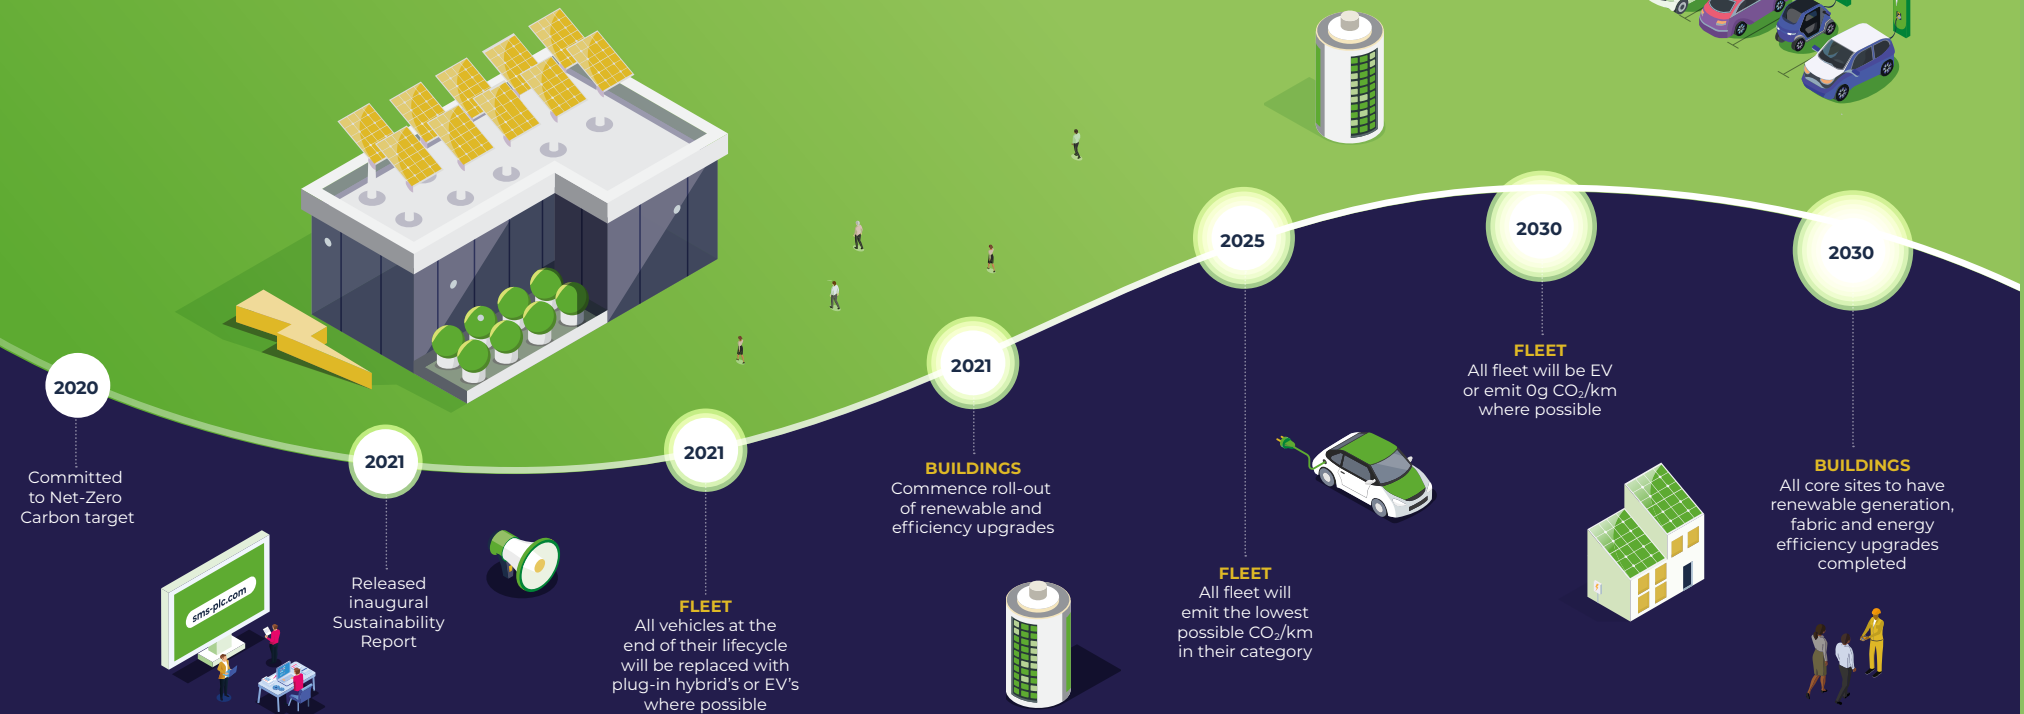 2020
Committed
to Net-Zero
Carbon target
sms-plc.com
2021
Released
inaugural
Sustainability
Report
2021
FLEET
All vehicles at the
end of their lifecycle
will be replaced with
plug-in hybrid's or EV's
where possible
2021
BUILDINGS
Commence roll-out
of renewable and
efficiency upgrades
2025
FLEET
All fleet will
emit the lowest
possible CO₂/km
in their category
2030
FLEET
All fleet will be EV
or emit 0g CO₂/km
where possible
2030
BUILDINGS
All core sites to have
renewable generation,
fabric and energy
efficiency upgrades
completed